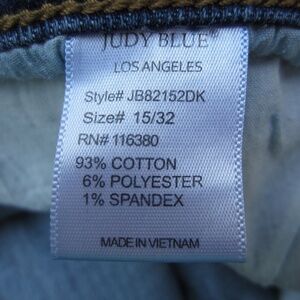 JUDY BLUE®
LOS ANGELES
Style# JB82152DK
Size# 15/32
RN# 116380
93% COTTON
6% POLYESTER
1% SPANDEX
MADE IN VIETNAM